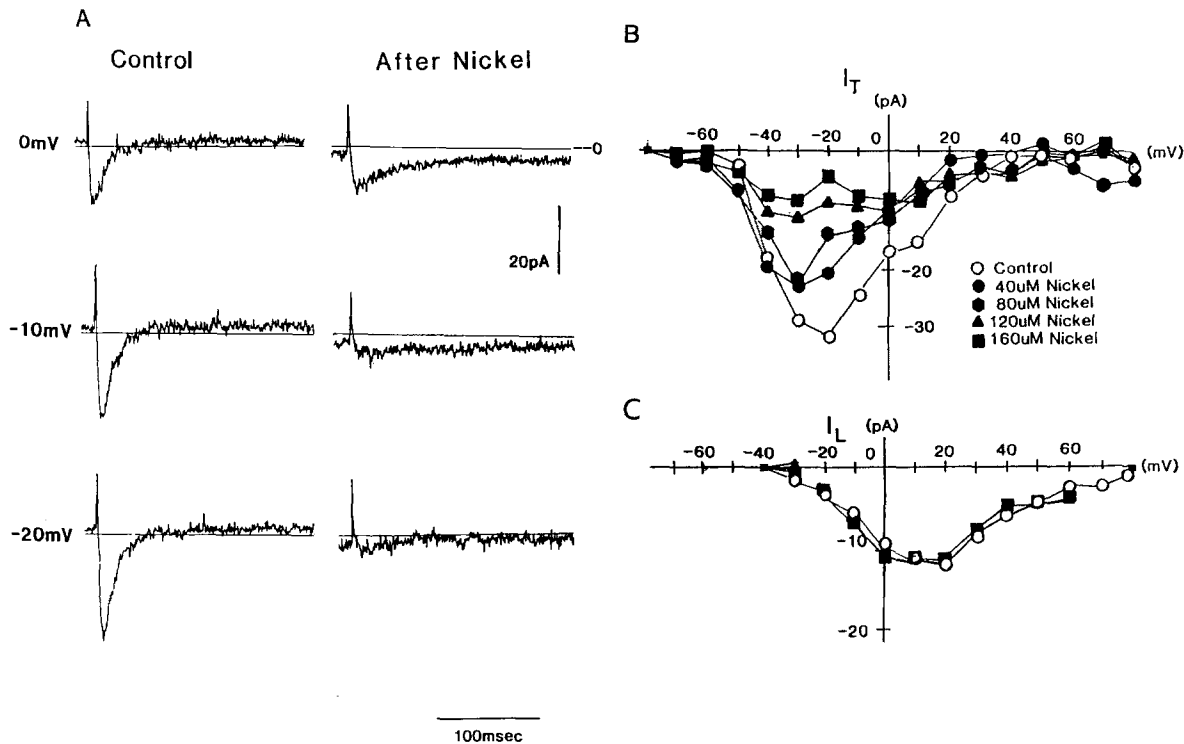 A
Control
After Nickel
0mV
--0
20pA
-10mV
-20mV
100msec
B
I_T
(pA)
-60 -40 -20 0 20 40 60
(mV)
-20
-30
Control
40uM Nickel
80uM Nickel
120uM Nickel
160uM Nickel
C
I_L (pA)
-60 -40 -20 0 20 40 60
(mV)
-10
-20